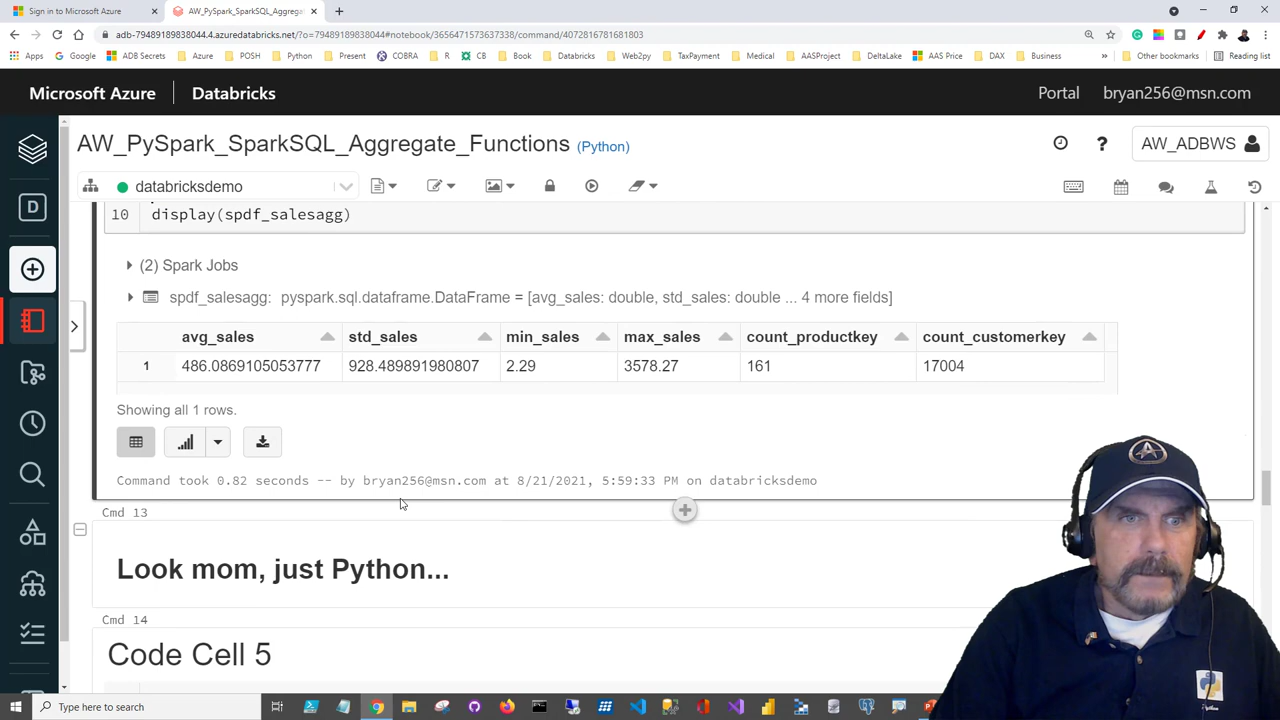 Sign in to Microsoft Azure
AW_PySpark_SparkSQL_Aggrega
adb-79489189838044.4.azuredatabricks.net/?o=79489189838044#notebook/3656471573637338/command/4072816781681803
Apps Google ADB Secrets Azure POSH Python Present COBRA R CB Book Databricks Web2py TaxPayment Medical AASProject DeltaLake AAS Price DAX Business » Other bookmarks Reading list
Microsoft Azure Databricks Portal bryan256@msn.com
AW_PySpark_SparkSQL_Aggregate_Functions (Python) AW_ADBWS
databricksdemo
10 display(spdf_salesagg)
(2) Spark Jobs
spdf_salesagg: pyspark.sql.dataframe.DataFrame = [avg_sales: double, std_sales: double ... 4 more fields]
avg_sales std_sales min_sales max_sales count_productkey count_customerkey
1 486.0869105053777 928.489891980807 2.29 3578.27 161 17004
Showing all 1 rows.
Command took 0.82 seconds -- by bryan256@msn.com at 8/21/2021, 5:59:33 PM on databricksdemo
Cmd 13
Look mom, just Python...
Cmd 14
Code Cell 5
Type here to search